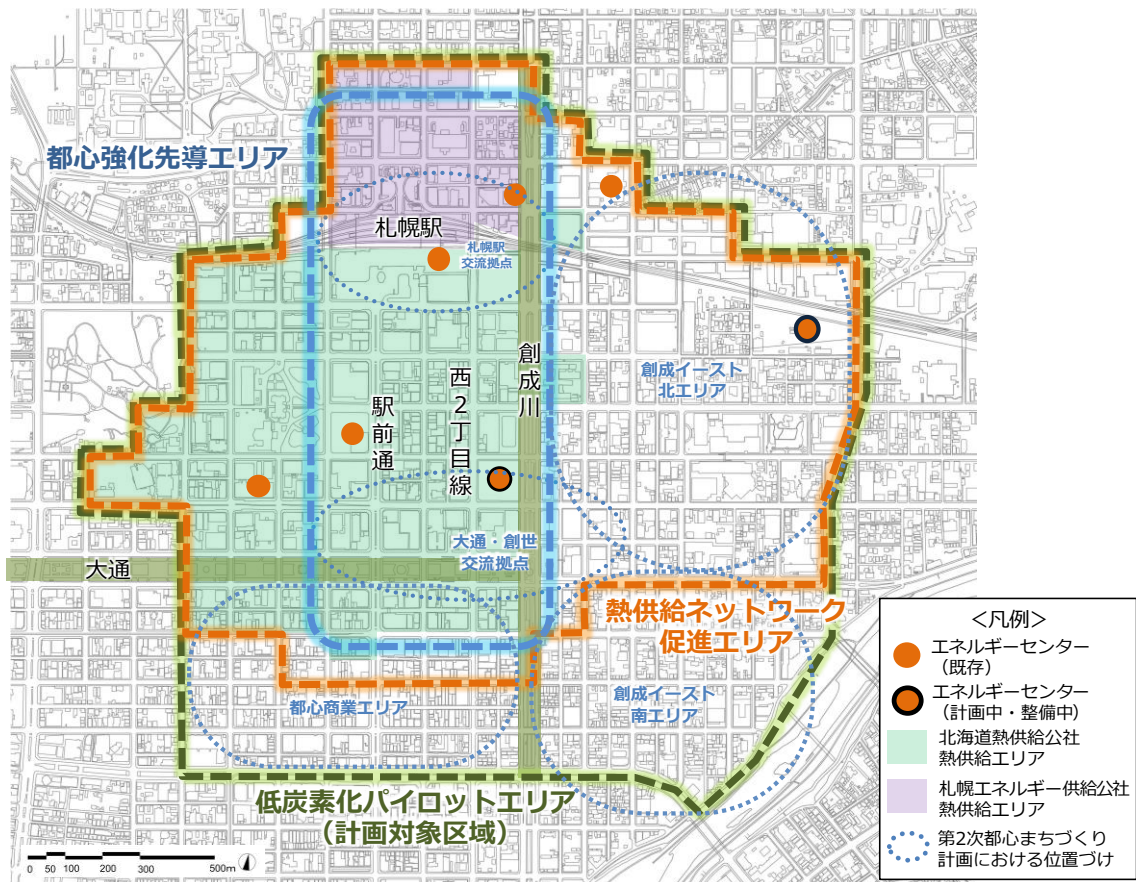 都心強化先導エリア
札幌駅
札幌駅
交流拠点
創成川
西2丁目線
駅前通
創成イースト
北エリア
大通・創世
交流拠点
大通
熱供給ネットワーク
促進エリア
都心商業エリア
創成イースト
南エリア
低炭素化パイロットエリア
(計画対象区域)
<凡例>
エネルギーセンター
(既存)
エネルギーセンター
(計画中・整備中)
北海道熱供給公社
熱供給エリア
札幌エネルギー供給公社
熱供給エリア
第2次都心まちづくり
計画における位置づけ
0 50 100 200 300 500m